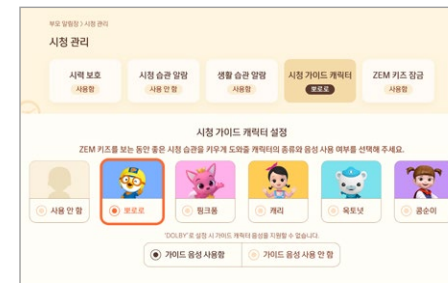 부모 알림장 > 시청 관리
시청 관리
시력 보호
사용함
시청 습관 알람
사용 안 함
생활 습관 알람
사용함
시청 가이드 캐릭터
뽀로로
ZEM 키즈 잠금
사용함
시청 가이드 캐릭터 설정
ZEM 키즈를 보는 동안 좋은 시청 습관을 키우게 도와줄 캐릭터의 종류와 음성 사용 여부를 선택해 주세요.
사용 안 함
뽀로로
핑크퐁
캐리
옥토넛
콩순이
'DOLBY'로 설정 시 가이드 캐릭터 음성을 지원할 수 없습니다.
가이드 음성 사용함
가이드 음성 사용 안 함